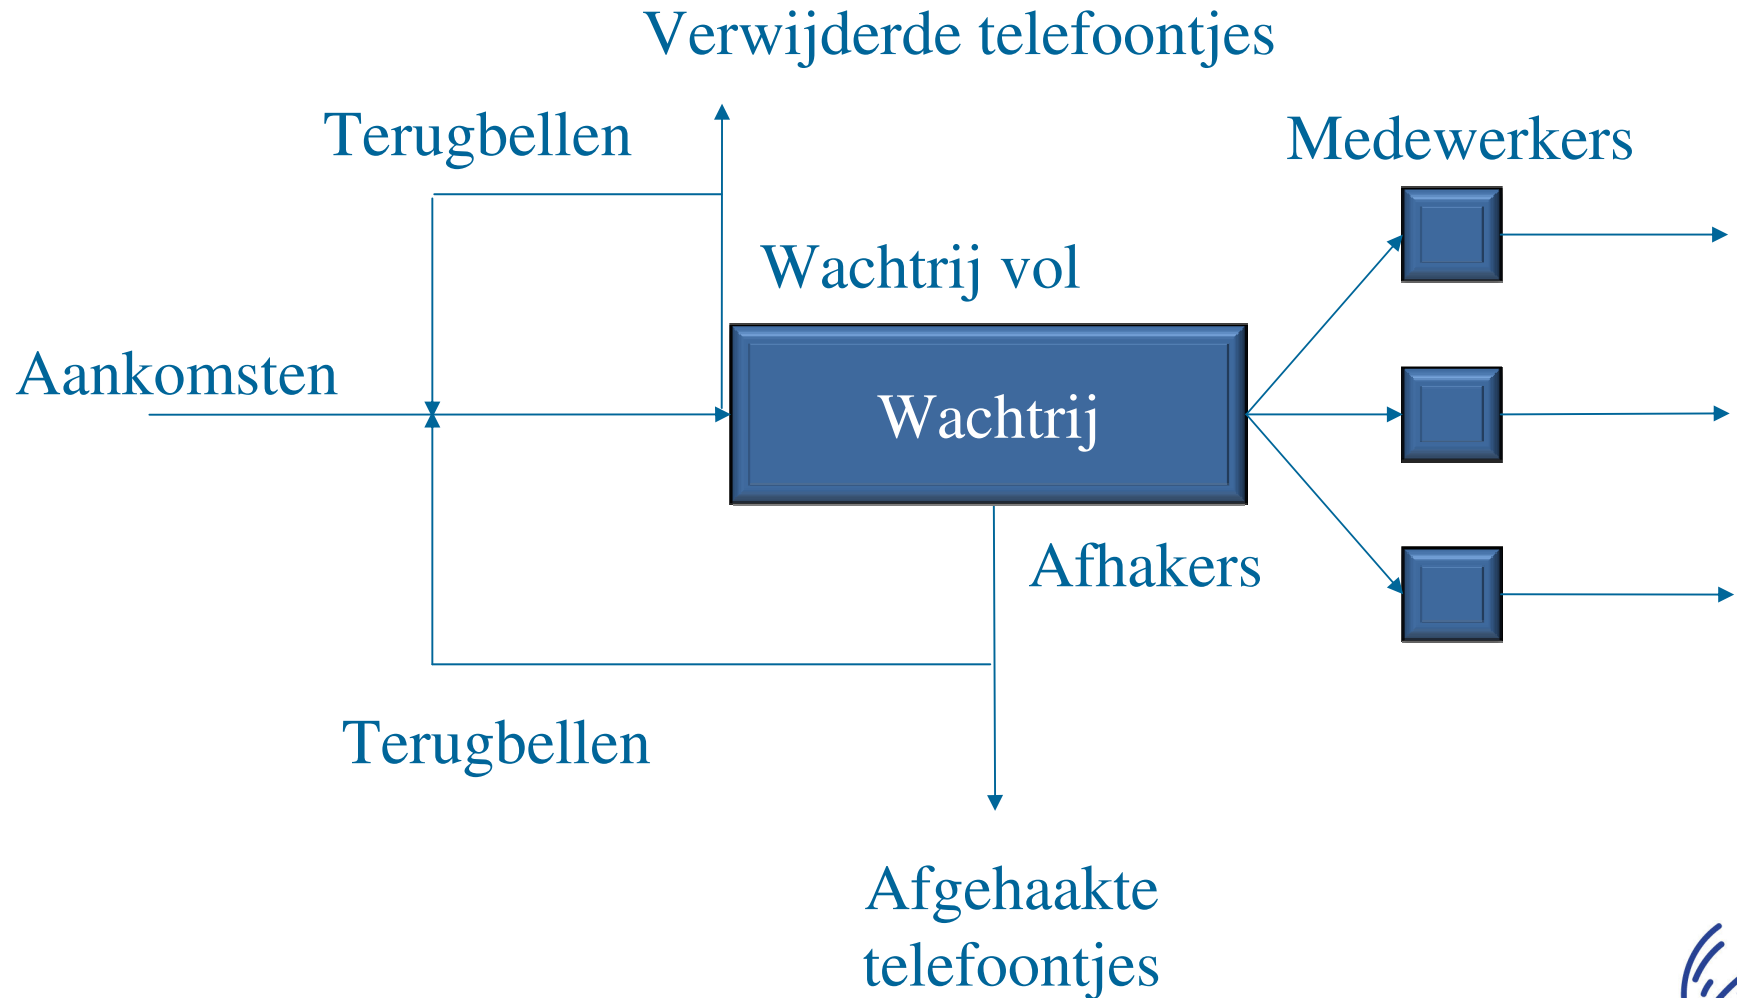 Verwijderde telefoontjes
Terugbellen
Medewerkers
Wachtrij vol
Aankomsten
Wachtrij
Afhakers
Terugbellen
Afgehaakte
telefoontjes